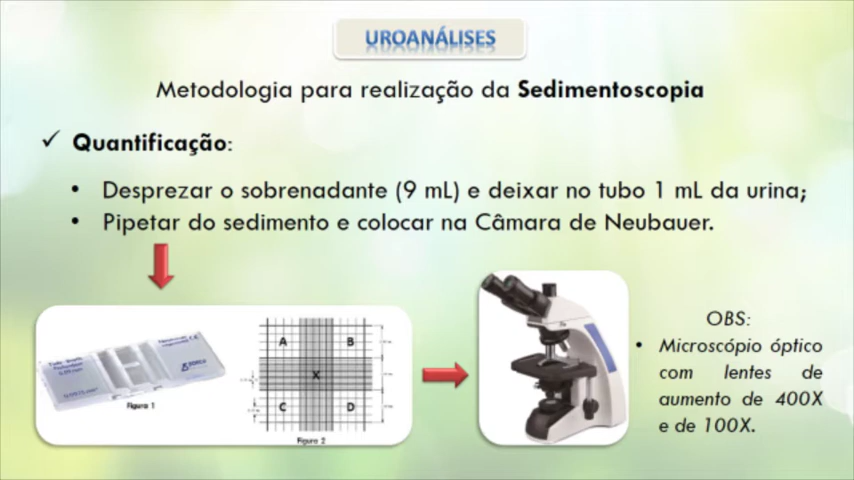 UROANÁLISES
Metodologia para realização da Sedimentoscopia
✓ Quantificação:
• Desprezar o sobrenadante (9 mL) e deixar no tubo 1 mL da urina;
• Pipetar do sedimento e colocar na Câmara de Neubauer.
A B
X
C D
Figura 1
Figura 2
OBS:
• Microscópio óptico
com lentes de
aumento de 400X
e de 100X.